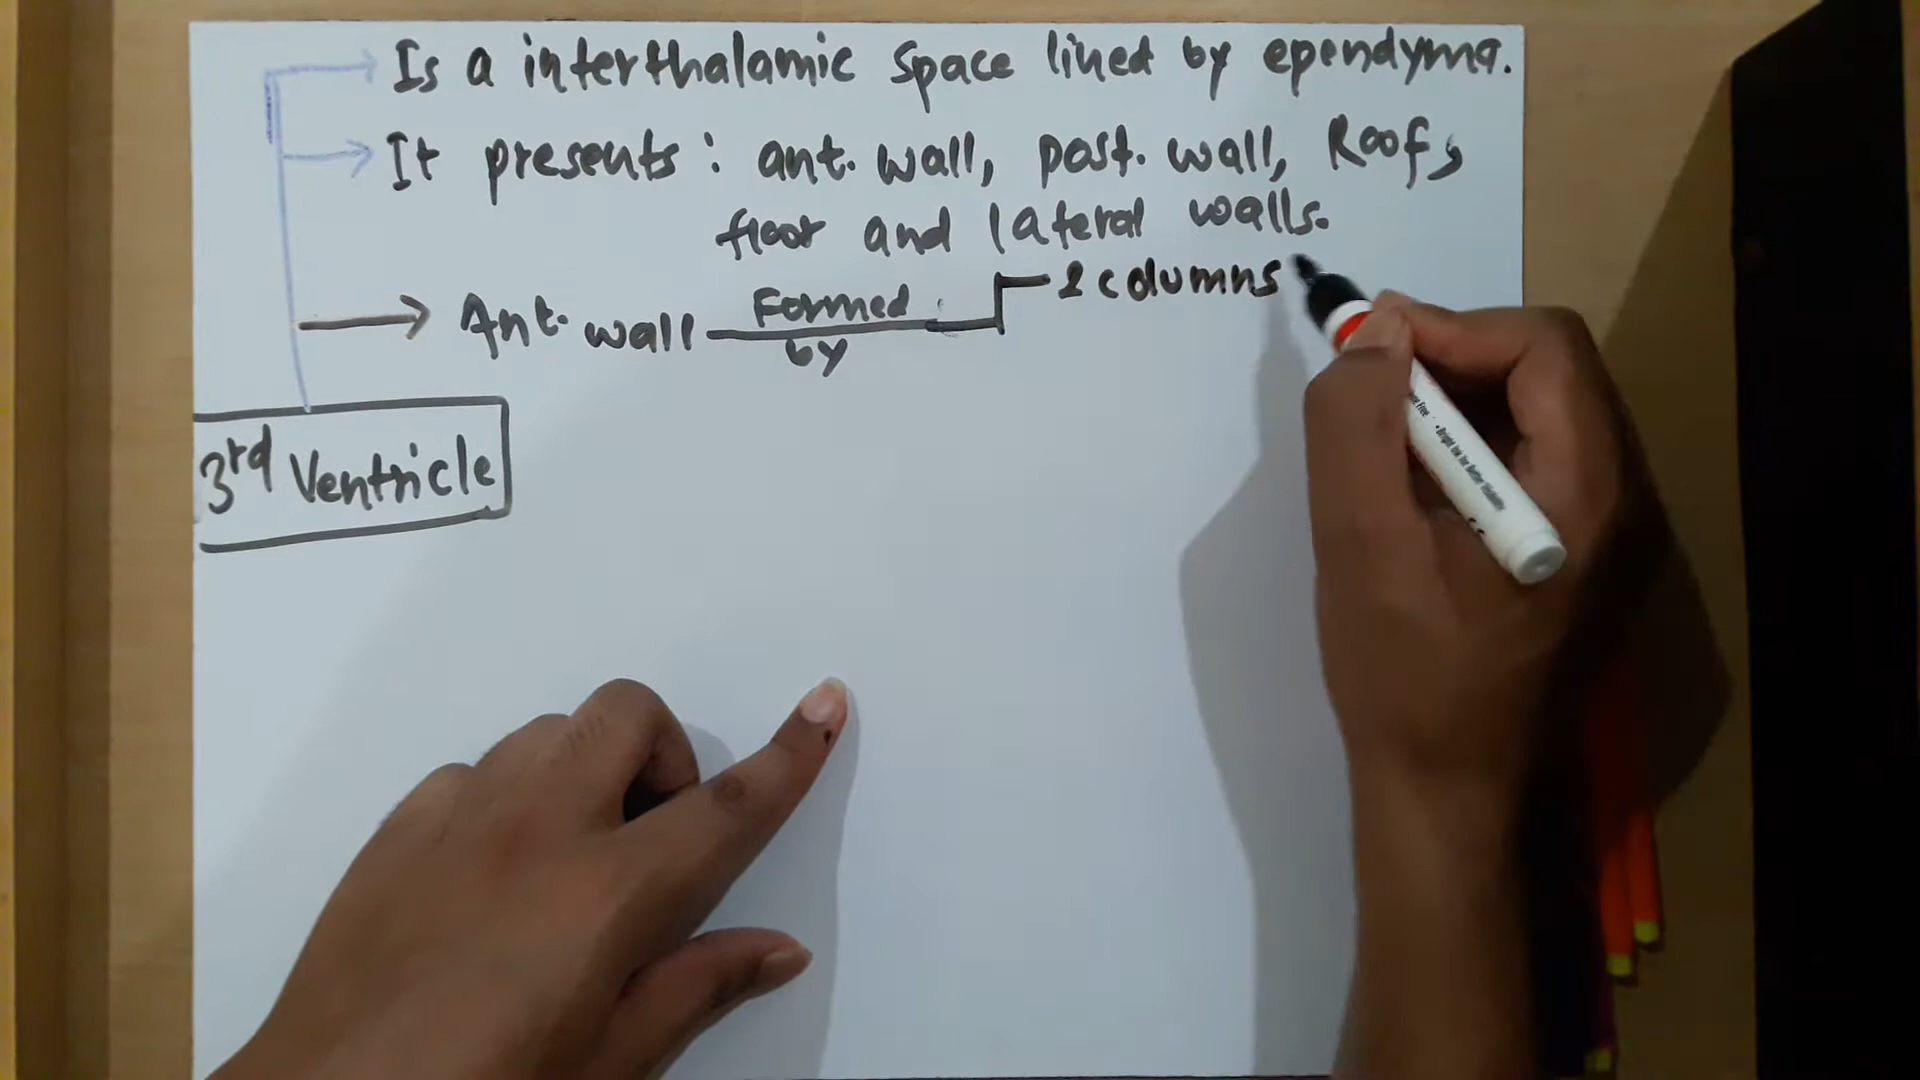 Is a interthalamic space lined by ependyma.
It presents : ant. wall, post. wall, Roof,
floor and lateral walls.
Ant. wall Formed by 2 columns
3rd Ventricle